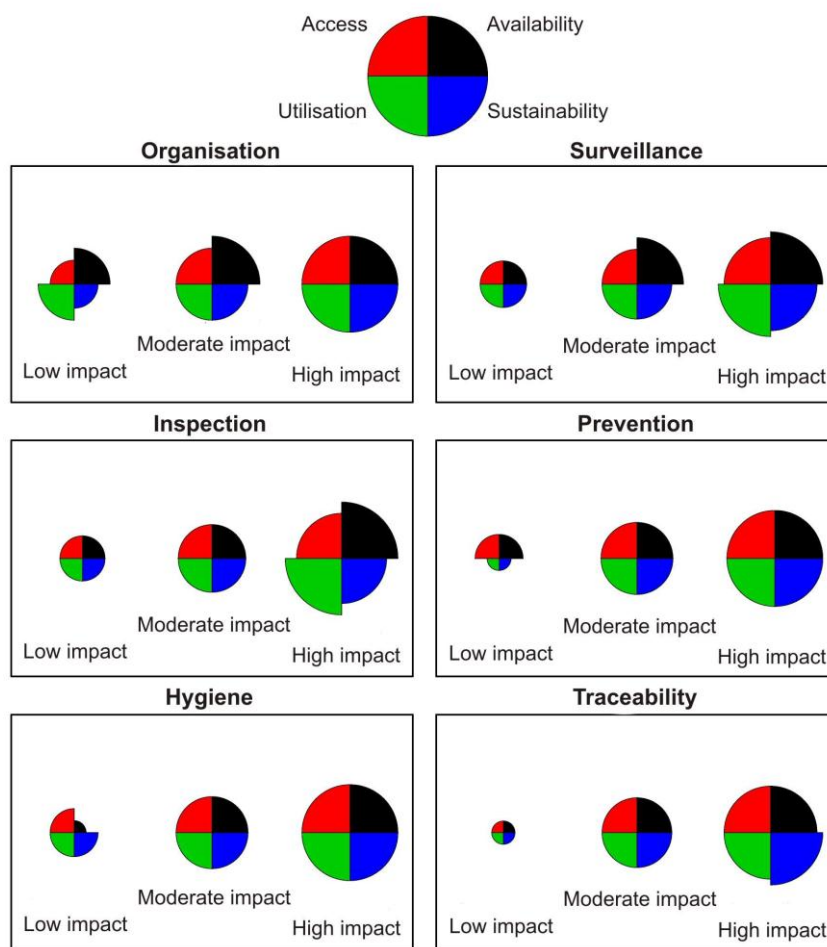 Access Availability
Utilisation Sustainability
Organisation
Low impact
Moderate impact
High impact
Surveillance
Low impact
Moderate impact
High impact
Inspection
Low impact
Moderate impact
High impact
Prevention
Low impact
Moderate impact
High impact
Hygiene
Low impact
Moderate impact
High impact
Traceability
Low impact
Moderate impact
High impact